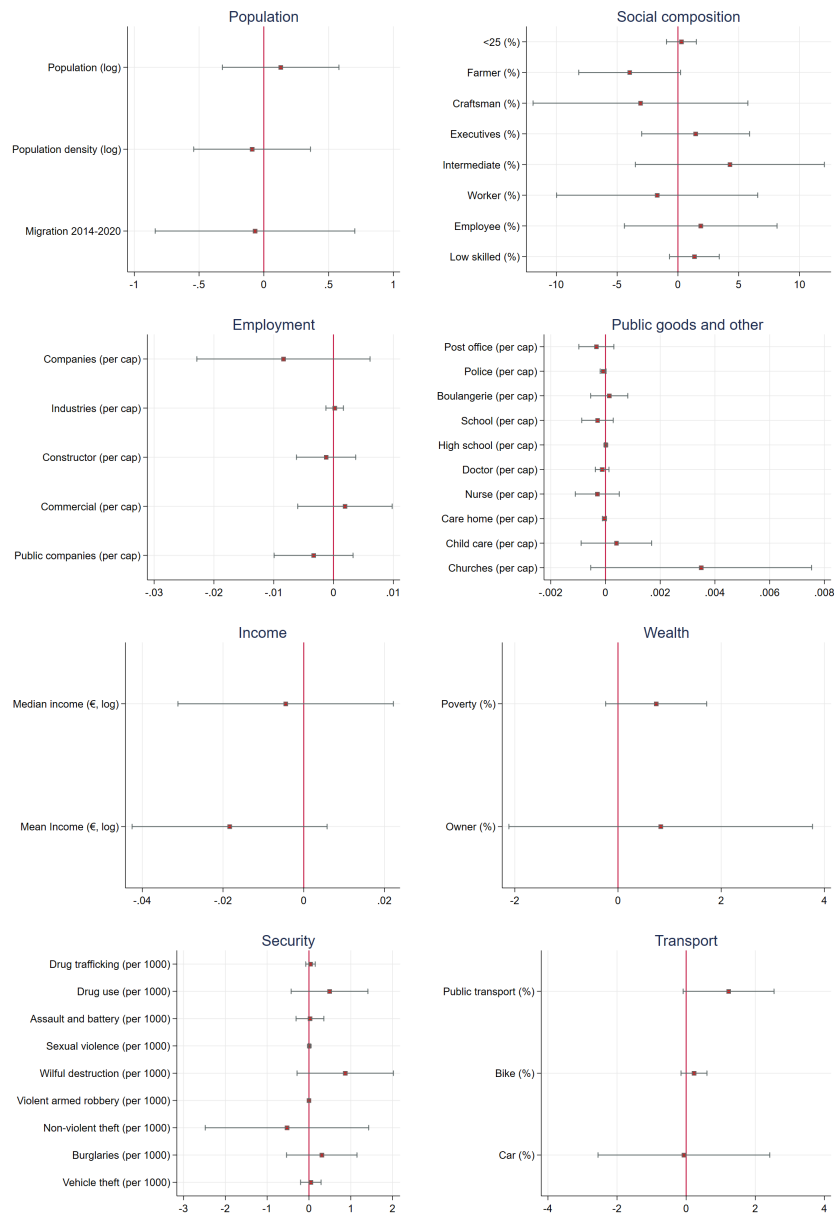 Population
Population (log)
Population density (log)
Migration 2014-2020
-1 -.5 0 .5 1
Social composition
<25 (%)
Farmer (%)
Craftsman (%)
Executives (%)
Intermediate (%)
Worker (%)
Employee (%)
Low skilled (%)
-10 -5 0 5 10
Employment
Companies (per cap)
Industries (per cap)
Constructor (per cap)
Commercial (per cap)
Public companies (per cap)
-.03 -.02 -.01 0 .01
Public goods and other
Post office (per cap)
Police (per cap)
Boulangerie (per cap)
School (per cap)
High school (per cap)
Doctor (per cap)
Nurse (per cap)
Care home (per cap)
Child care (per cap)
Churches (per cap)
-.002 0 .002 .004 .006 .008
Income
Median income (€, log)
Mean Income (€, log)
-.04 -.02 0 .02
Wealth
Poverty (%)
Owner (%)
-2 0 2 4
Security
Drug trafficking (per 1000)
Drug use (per 1000)
Assault and battery (per 1000)
Sexual violence (per 1000)
Wilful destruction (per 1000)
Violent armed robbery (per 1000)
Non-violent theft (per 1000)
Burglaries (per 1000)
Vehicle theft (per 1000)
-3 -2 -1 0 1 2
Transport
Public transport (%)
Bike (%)
Car (%)
-4 -2 0 2 4